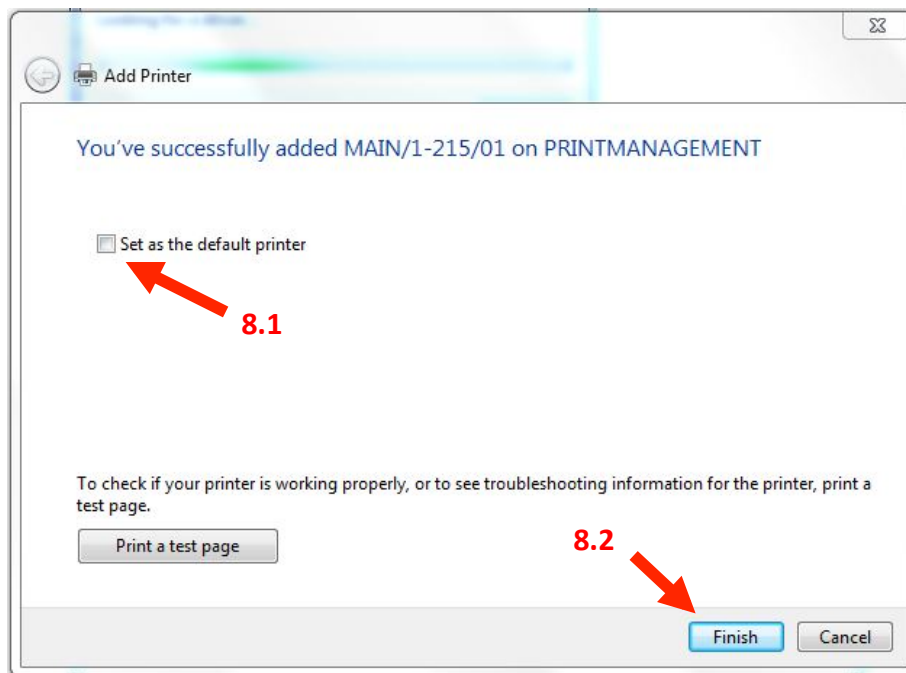 Add Printer
You've successfully added MAIN/1-215/01 on PRINTMANAGEMENT
Set as the default printer
8.1
To check if your printer is working properly, or to see troubleshooting information for the printer, print a
test page.
Print a test page
8.2
Finish
Cancel